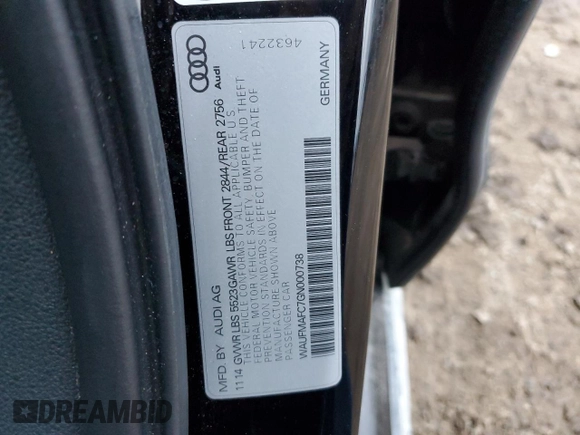 MFD BY AUDI AG
11 14 GVWR LBS 5523 GAWR LBS FRONT 2844/REAR 2756
THIS VEHICLE CONFORMS TO ALL APPLICABLE U.S.
FEDERAL MOTOR VEHICLE SAFETY, BUMPER AND THEFT
PREVENTION STANDARDS IN EFFECT ON THE DATE OF
MANUFACTURE SHOWN ABOVE
PASSENGER CAR
WAUFMAFC7GN000738
GERMANY
Audi
4632241
DREAMBID